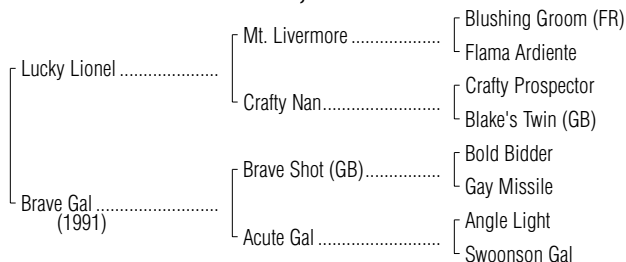 Blushing Groom (FR)
Mt. Livermore ....................
Flama Ardiente
Lucky Lionel ......................
Crafty Prospector
Crafty Nan..........................
Blake's Twin (GB)
Bold Bidder
Brave Shot (GB)..................
Gay Missile
Brave Gal ...........................
(1991)
Angle Light
Acute Gal ...........................
Swoonson Gal